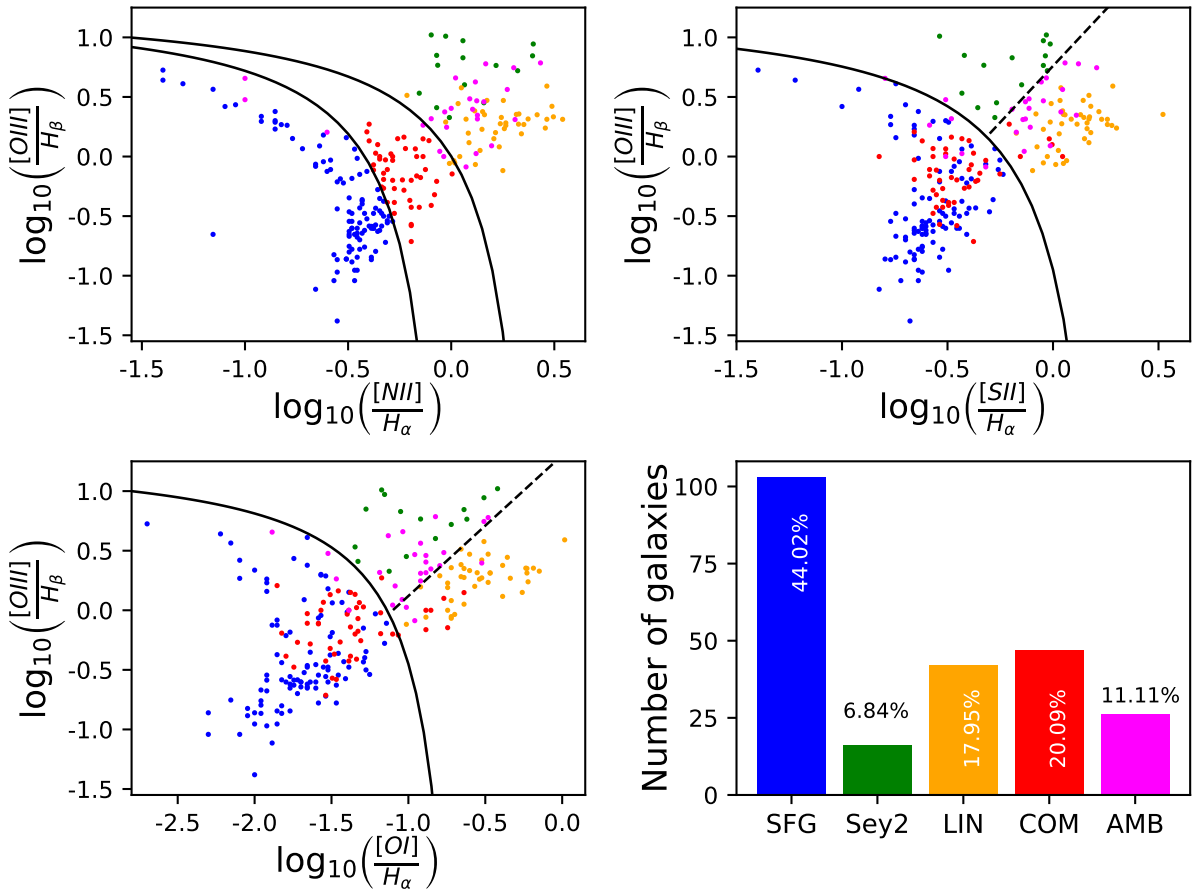 1.0
0.5
0.0
-0.5
-1.0
-1.5
log10([OIII]/Hβ)
-1.5 -1.0 -0.5 0.0 0.5
log10([NII]/Hα)
1.0
0.5
0.0
-0.5
-1.0
-1.5
log10([OIII]/Hβ)
-1.5 -1.0 -0.5 0.0 0.5
log10([SII]/Hα)
1.0
0.5
0.0
-0.5
-1.0
-1.5
log10([OIII]/Hβ)
-2.5 -2.0 -1.5 -1.0 -0.5 0.0
log10([OI]/Hα)
100
75
50
25
0
Number of galaxies
44.02%
6.84%
17.95%
20.09%
11.11%
SFG Sey2 LIN COM AMB